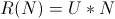 R(N) = U * N